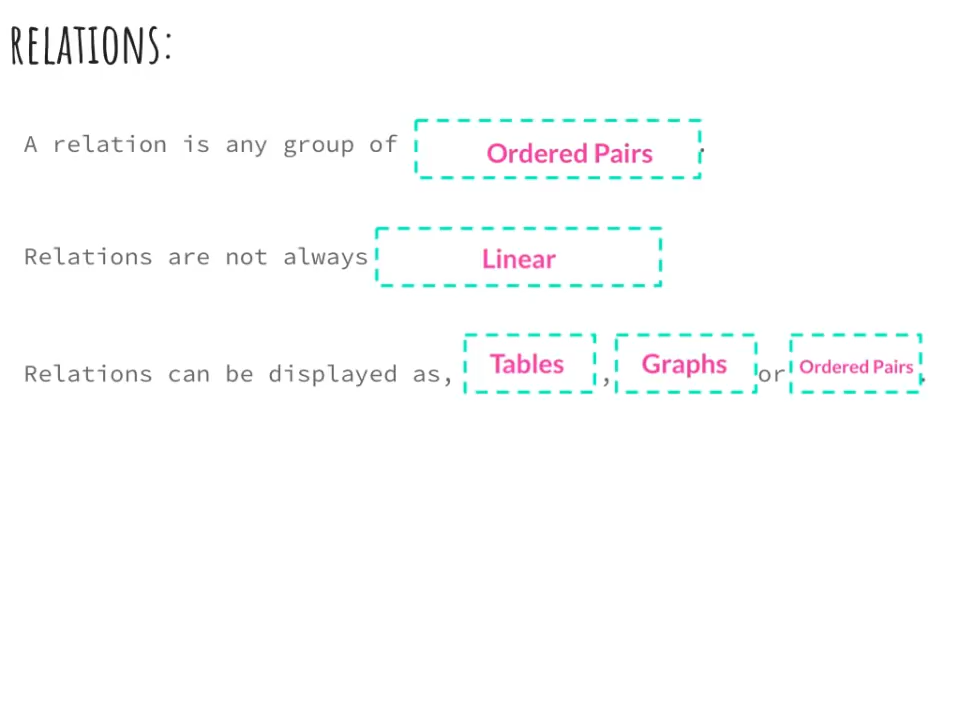 RELATIONS:
A relation is any group of Ordered Pairs.
Relations are not always Linear
Relations can be displayed as, Tables, Graphs or Ordered Pairs.